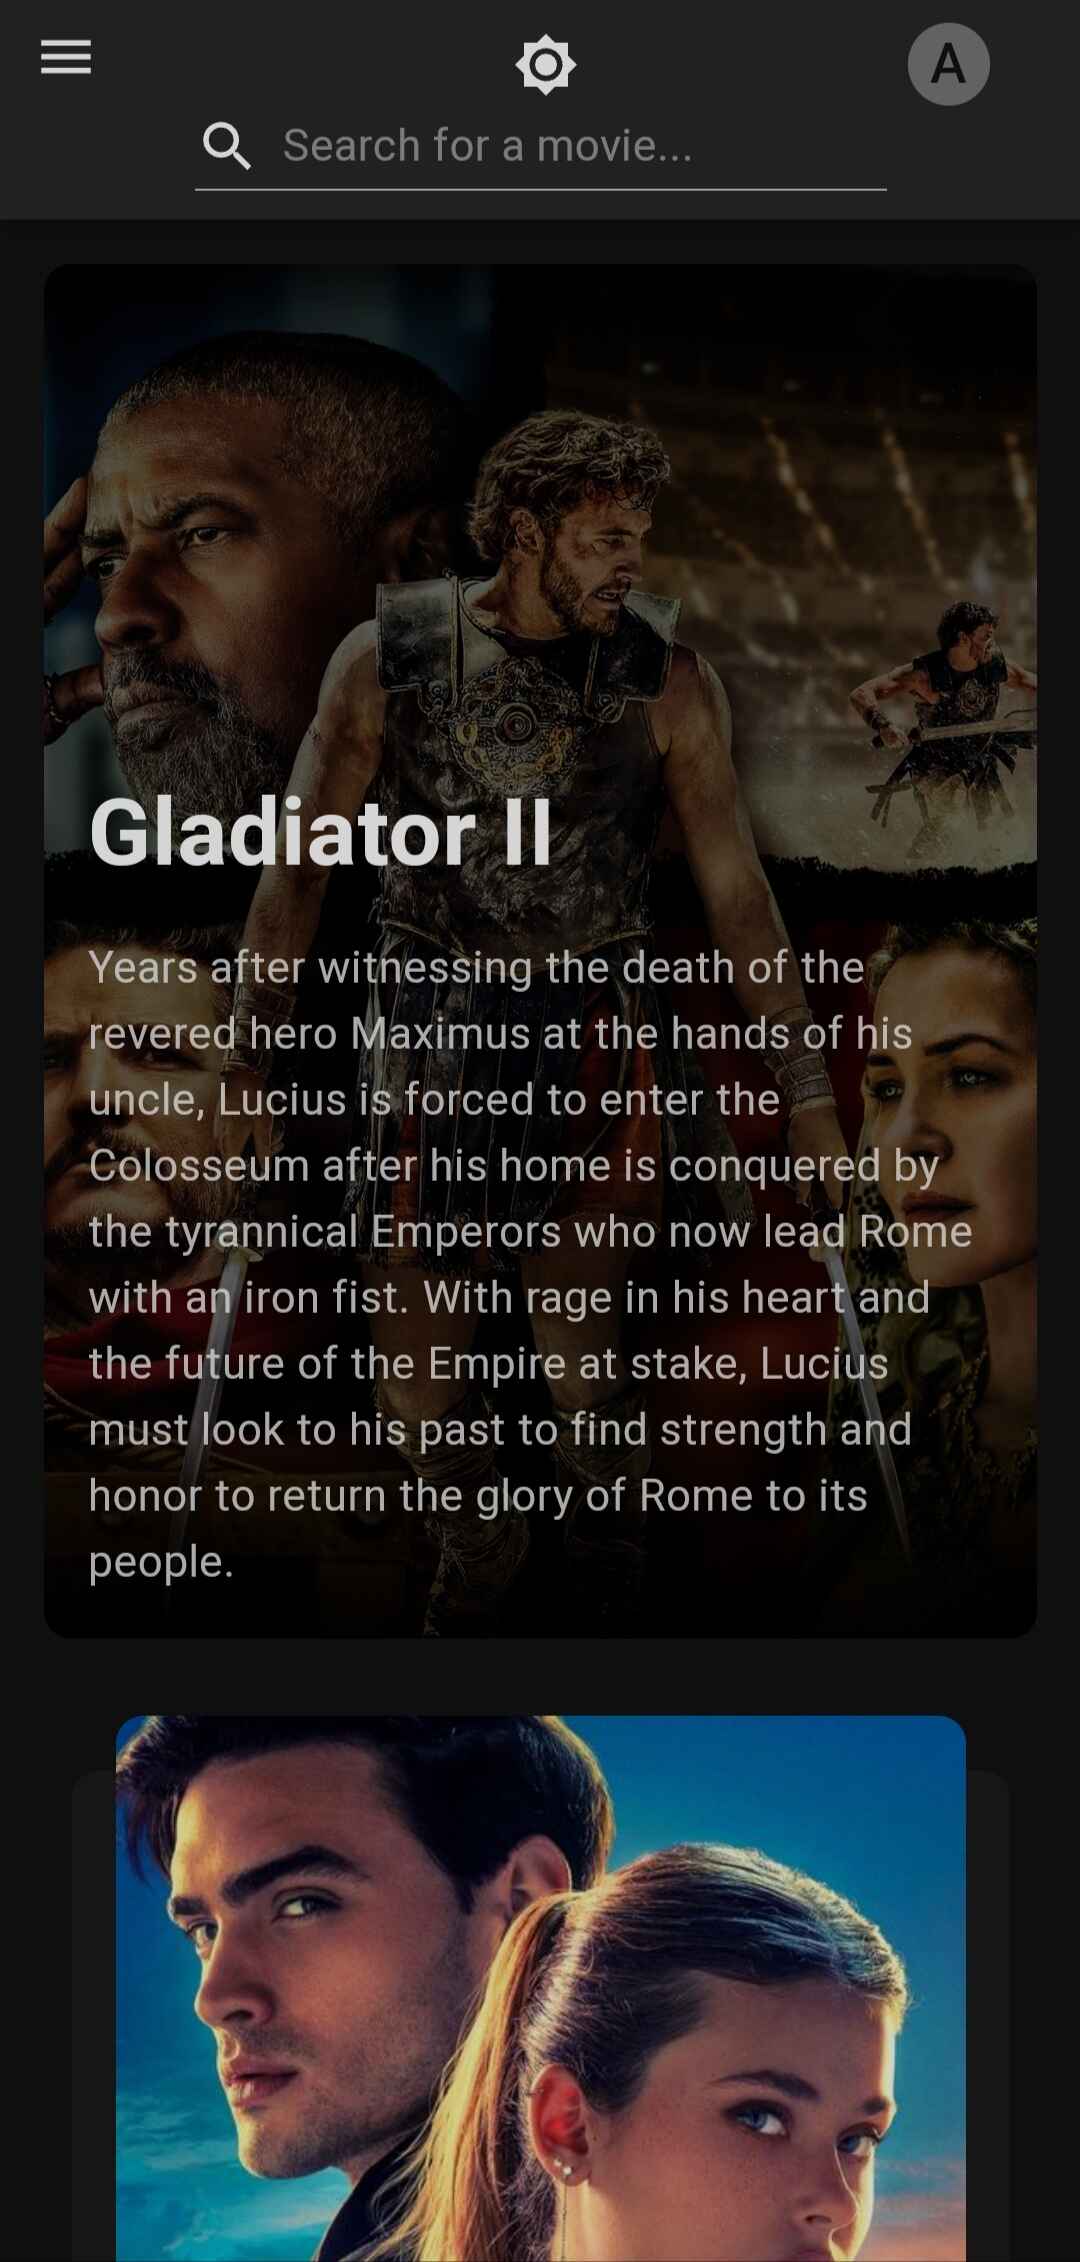 A
Search for a movie...
Gladiator II
Years after witnessing the death of the
revered hero Maximus at the hands of his
uncle, Lucius is forced to enter the
Colosseum after his home is conquered by
the tyrannical Emperors who now lead Rome
with an iron fist. With rage in his heart and
the future of the Empire at stake, Lucius
must look to his past to find strength and
honor to return the glory of Rome to its
people.